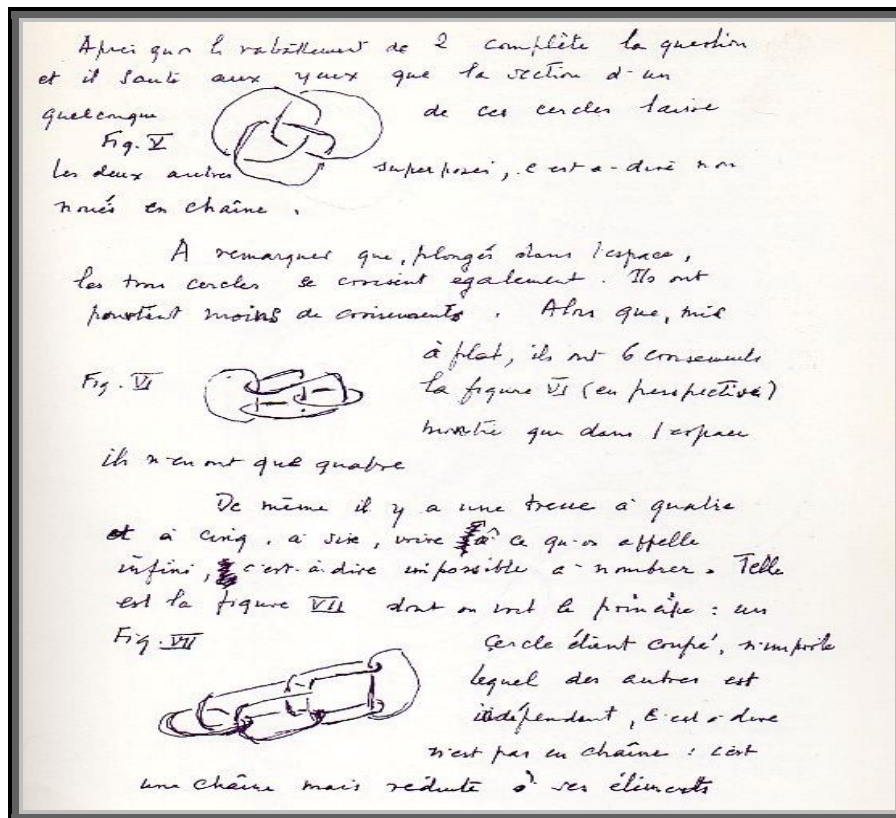 Après quoi le rabattement de 2 complète la question
et il saute aux yeux que la section d'un
quelconque de ces cercles laisse
Fig. V
les deux autres superposés, c'est-à-dire non
noués en chaîne.
A remarquer que, plongés dans l'espace,
les trois cercles se croisent également. Ils ont
pourtant moins de croisements. Alors que, mis
à plat, ils ont 6 croisements
Fig. VI
la figure VI (en perspective)
montre que dans l'espace
ils n'en ont que quatre
De même il y a une tresse à quatre
et à cinq, à six, voire à ce qu'on appelle
infini, c'est-à-dire impossible à nombrer. Telle
est la figure VII dont on voit le principe : un
Fig. VII
cercle étant coupé, n'importe
lequel des autres est
indépendant, c'est-à-dire
n'est pas en chaîne : c'est
une chaîne mais réduite à ses éléments